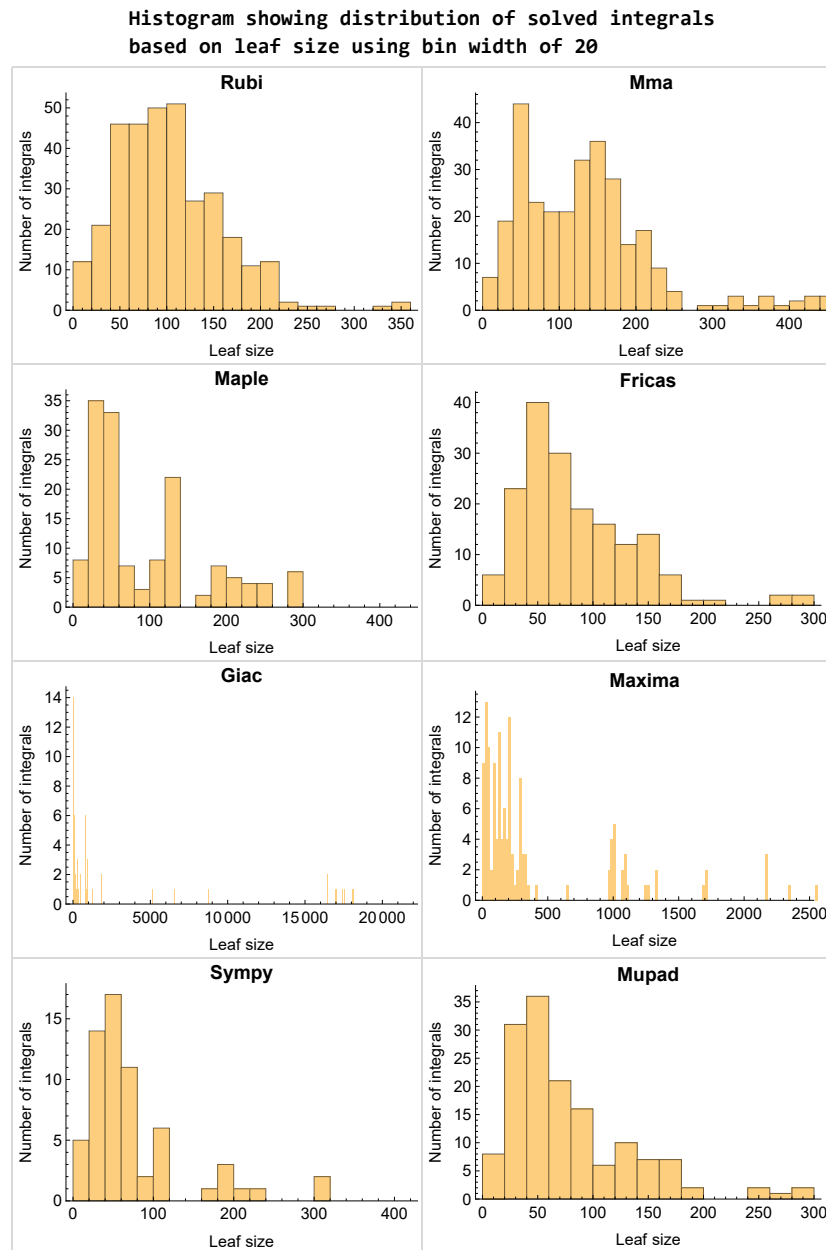 Histogram showing distribution of solved integrals
based on leaf size using bin width of 20
Rubi
Number of integrals
50
40
30
20
10
0
0 50 100 150 200 250 300 350
Leaf size
Mma
Number of integrals
40
30
20
10
0
0 100 200 300 400
Leaf size
Maple
Number of integrals
35
30
25
20
15
10
5
0
0 100 200 300 400
Leaf size
Fricas
Number of integrals
40
30
20
10
0
0 50 100 150 200 250 300
Leaf size
Giac
Number of integrals
14
12
10
8
6
4
2
0
0 5000 10 000 15 000 20 000
Leaf size
Maxima
Number of integrals
12
10
8
6
4
2
0
0 500 1000 1500 2000 2500
Leaf size
Sympy
Number of integrals
15
10
5
0
0 100 200 300 400
Leaf size
Mupad
Number of integrals
35
30
25
20
15
10
5
0
0 50 100 150 200 250 300
Leaf size